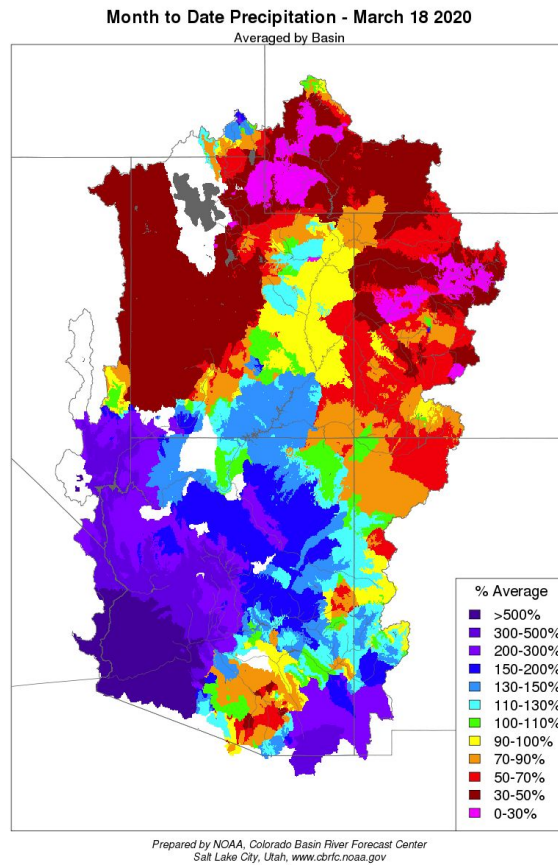 Month to Date Precipitation - March 18 2020
Averaged by Basin
% Average
>500%
300-500%
200-300%
150-200%
130-150%
110-130%
100-110%
90-100%
70-90%
50-70%
30-50%
0-30%
Prepared by NOAA, Colorado Basin River Forecast Center
Salt Lake City, Utah, www.cbrfc.noaa.gov